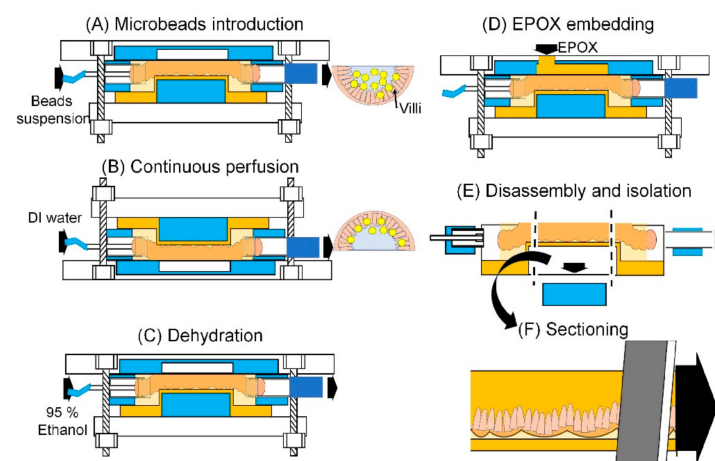 (A) Microbeads introduction
Beads
suspension
Villi
(B) Continuous perfusion
DI water
(C) Dehydration
95 %
Ethanol
(D) EPOX embedding
EPOX
(E) Disassembly and isolation
(F) Sectioning